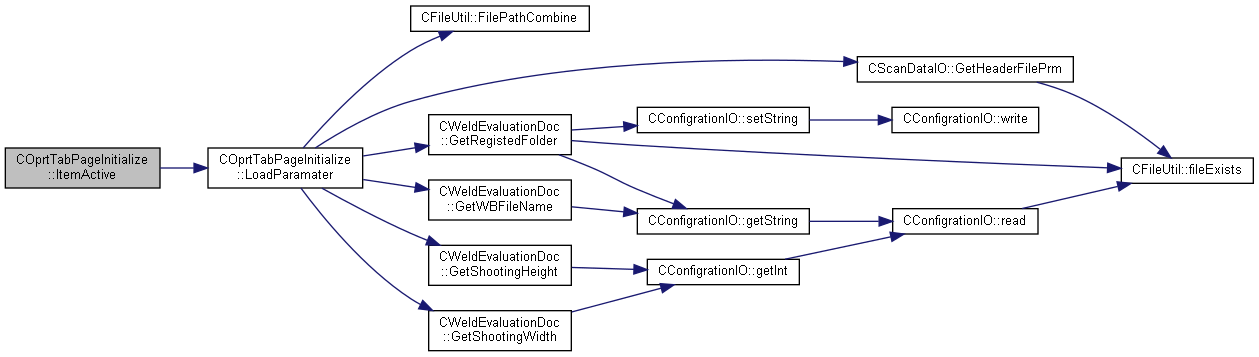 COprtTabPageInitialize
::ItemActive
COprtTabPageInitialize
::LoadParamater
CFileUtil::FilePathCombine
CScanDataIO::GetHeaderFilePrm
CWeldEvaluationDoc
::GetRegistedFolder
CWeldEvaluationDoc
::GetWBFileName
CWeldEvaluationDoc
::GetShootingHeight
CWeldEvaluationDoc
::GetShootingWidth
CConfigrationIO::setString
CConfigrationIO::getString
CConfigrationIO::getInt
CConfigrationIO::write
CConfigrationIO::read
CFileUtil::fileExists